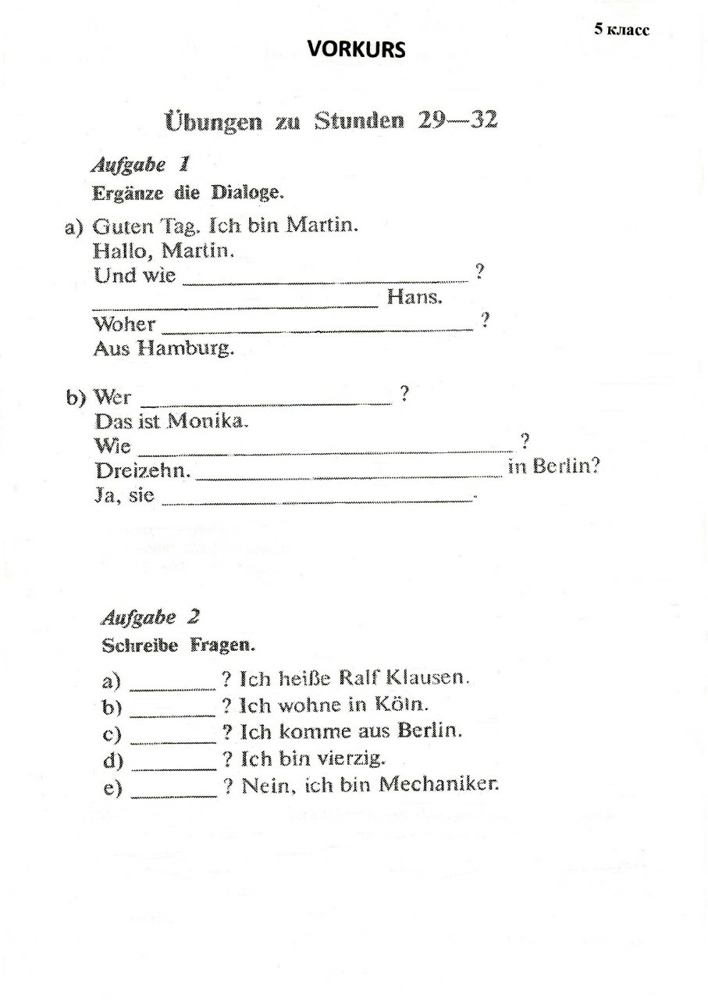 5 класс
VORKURS
Übungen zu Stunden 29—32
Aufgabe 1
Ergänze die Dialoge.
a) Guten Tag. Ich bin Martin.
Hallo, Martin.
Und wie ____________________ ?
____________________ Hans.
Woher ____________________ ?
Aus Hamburg.
b) Wer ____________________ ?
Das ist Monika.
Wie ____________________ ?
Dreizehn. ____________________ in Berlin?
Ja, sie ____________________.
Aufgabe 2
Schreibe Fragen.
a) ________ ? Ich heiße Ralf Klausen.
b) ________ ? Ich wohne in Köln.
c) ________ ? Ich komme aus Berlin.
d) ________ ? Ich bin vierzig.
e) ________ ? Nein, ich bin Mechaniker.